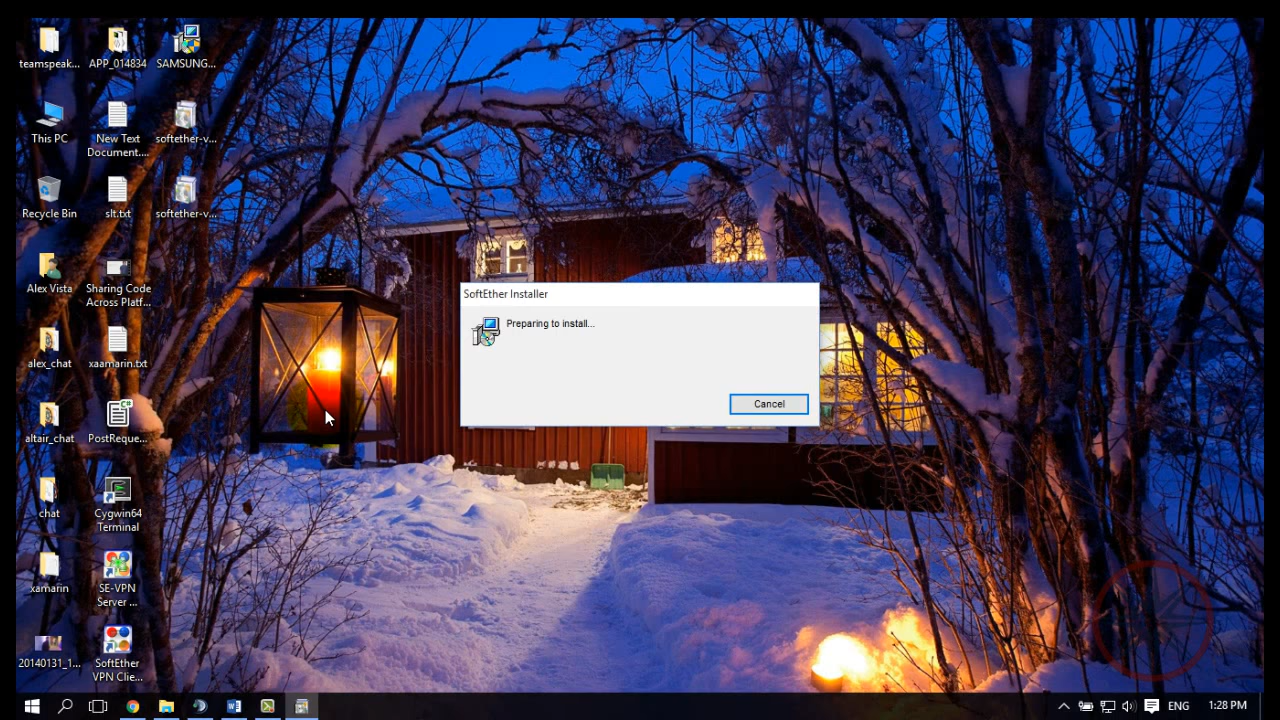 teamspeak...
APP_014834
SAMSUNG...
This PC
New Text
Document....
softether-v...
Recycle Bin
slt.txt
softether-v...
Alex Vista
Sharing Code
Across Platf...
alex_chat
xaamarin.txt
altair_chat
PostReque...
chat
Cygwin64
Terminal
xamarin
SE-VPN
Server ...
20140131_1...
SoftEther
VPN Clie...
SoftEther Installer
Preparing to install...
Cancel
ENG
1:28 PM